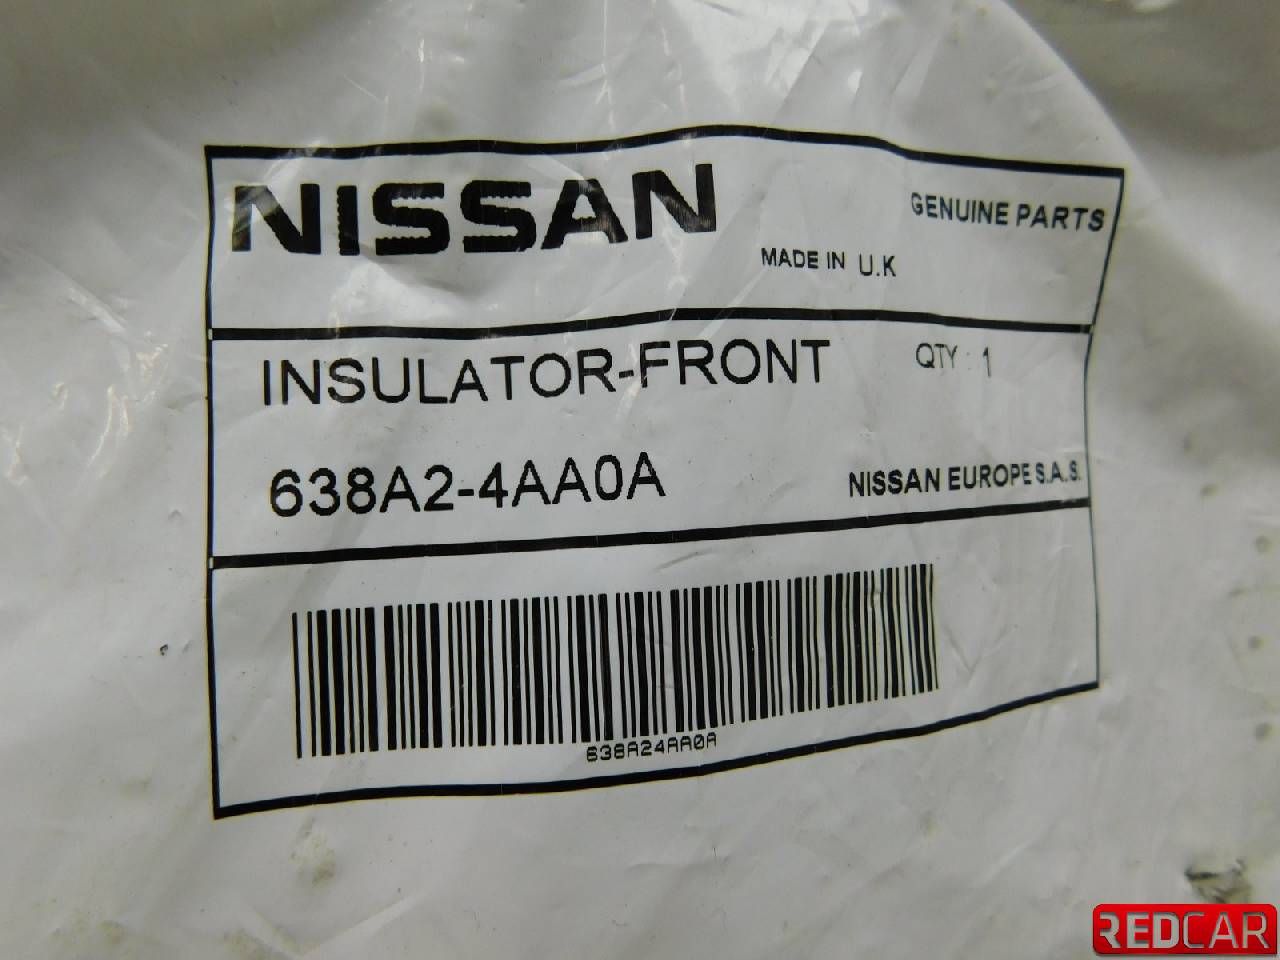 NISSAN
GENUINE PARTS
MADE IN U.K
INSULATOR-FRONT
QTY : 1
638A2-4AA0A
NISSAN EUROPE S.A.S.
638A24AA0A
REDCAR